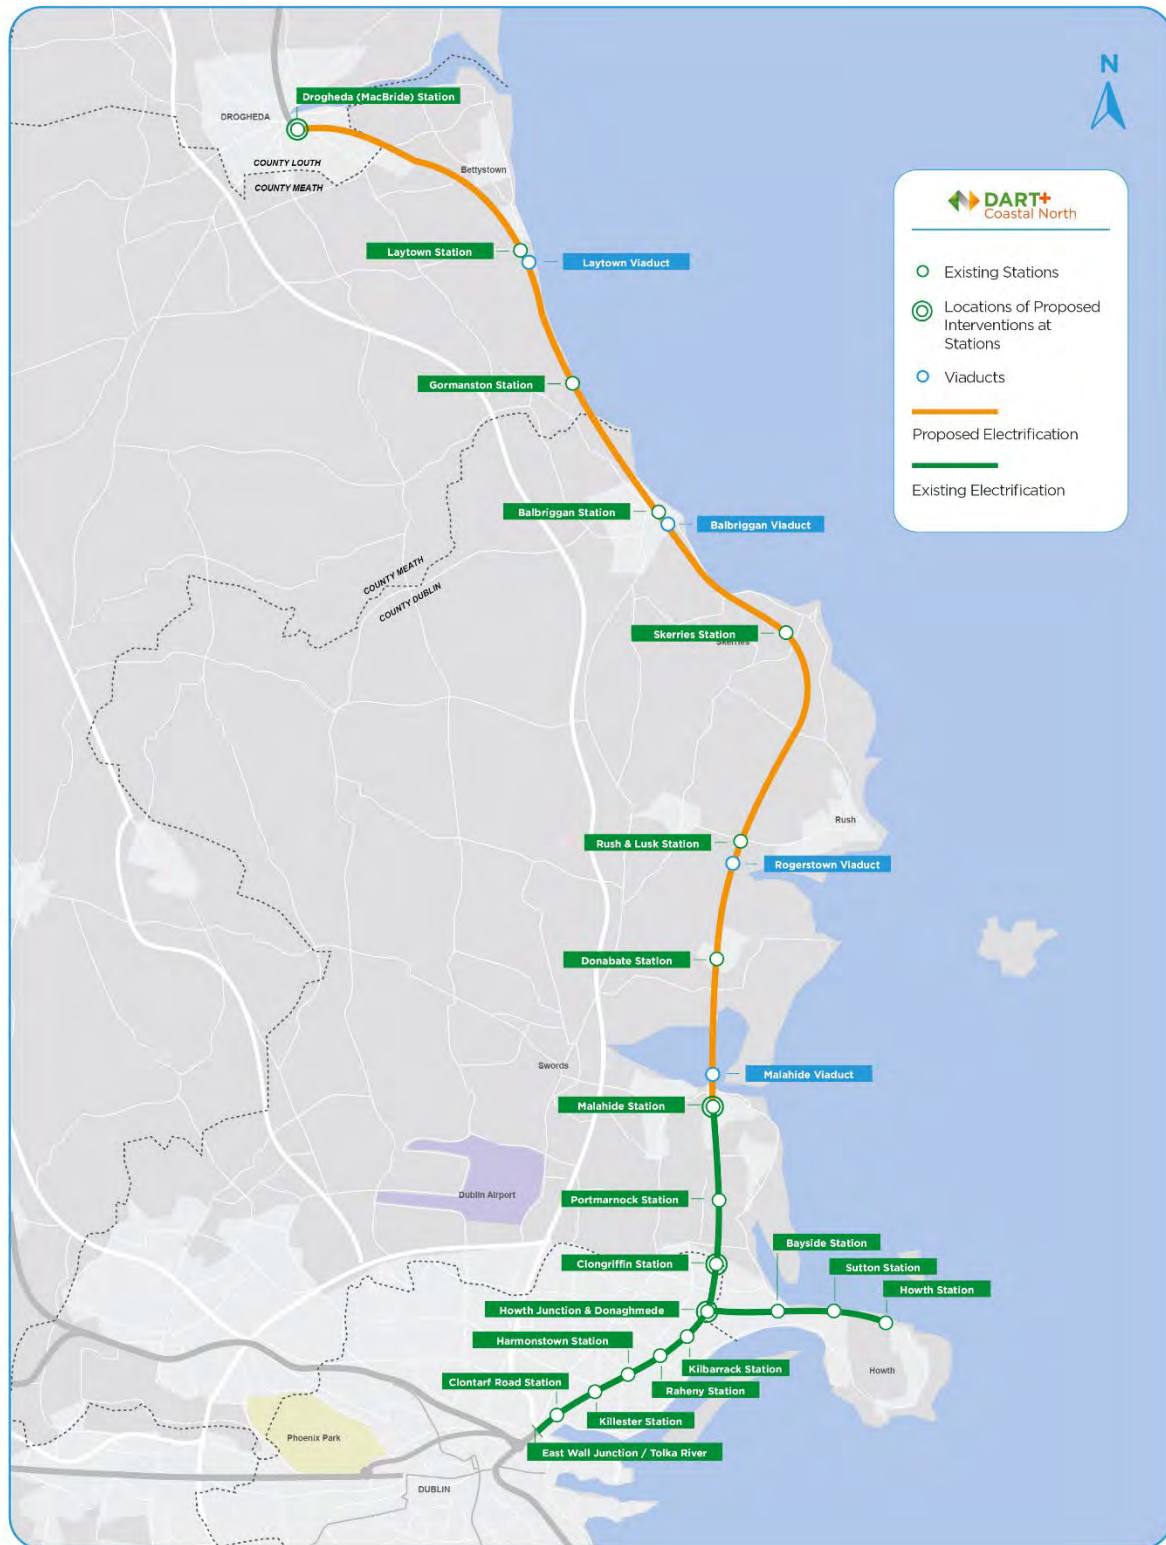 N
Drogheda (MacBride) Station
DROGHEDA
COUNTY LOUTH
COUNTY MEATH
Bettystown
DART+
Coastal North
Existing Stations
Locations of Proposed
Interventions at
Stations
Viaducts
Proposed Electrification
Existing Electrification
Laytown Station
Laytown Viaduct
Gormanston Station
Balbriggan Station
Balbriggan Viaduct
COUNTY MEATH
COUNTY DUBLIN
Skerries Station
Skerries
Rush
Rush & Lusk Station
Rogerstown Viaduct
Donabate Station
Swords
Malahide Viaduct
Malahide Station
Dublin Airport
Portmarnock Station
Bayside Station
Clongriffin Station
Sutton Station
Howth Station
Howth Junction & Donaghmede
Harmonstown Station
Kilbarrack Station
Howth
Clontarf Road Station
Raheny Station
Killester Station
Phoenix Park
East Wall Junction / Tolka River
DUBLIN